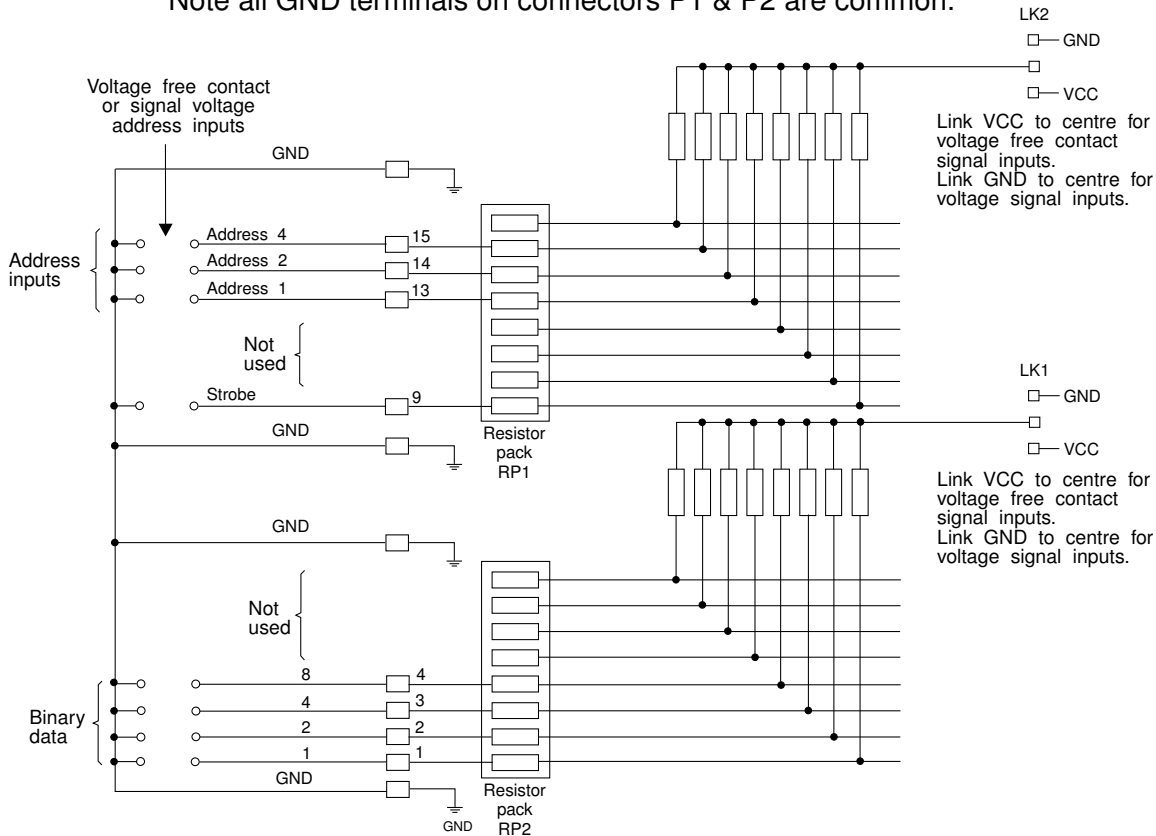 Note all GND terminals on connectors P1 & P2 are common.
LK2
GND
VCC
Link VCC to centre for
voltage free contact
signal inputs.
Link GND to centre for
voltage signal inputs.
Voltage free contact
or signal voltage
address inputs
GND
Address
inputs
Address 4
15
Address 2
14
Address 1
13
Not
used
Strobe
9
GND
Resistor
pack
RP1
LK1
GND
VCC
Link VCC to centre for
voltage free contact
signal inputs.
Link GND to centre for
voltage signal inputs.
GND
Not
used
Binary
data
8
4
4
3
2
2
1
1
GND
GND
Resistor
pack
RP2